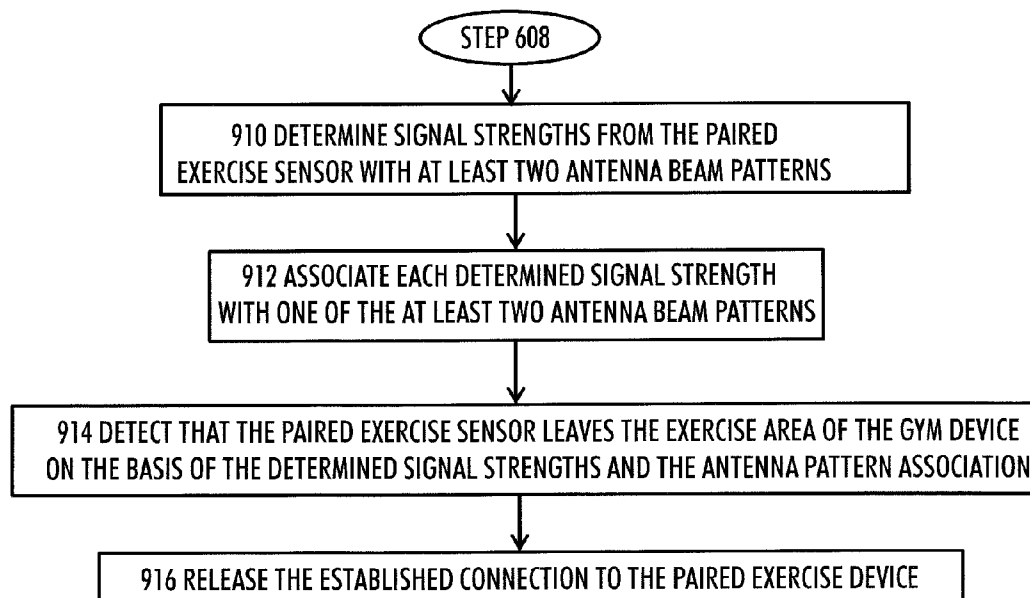 STEP 608
910 DETERMINE SIGNAL STRENGTHS FROM THE PAIRED
EXERCISE SENSOR WITH AT LEAST TWO ANTENNA BEAM PATTERNS
912 ASSOCIATE EACH DETERMINED SIGNAL STRENGTH
WITH ONE OF THE AT LEAST TWO ANTENNA BEAM PATTERNS
914 DETECT THAT THE PAIRED EXERCISE SENSOR LEAVES THE EXERCISE AREA OF THE GYM DEVICE
ON THE BASIS OF THE DETERMINED SIGNAL STRENGTHS AND THE ANTENNA PATTERN ASSOCIATION
916 RELEASE THE ESTABLISHED CONNECTION TO THE PAIRED EXERCISE DEVICE